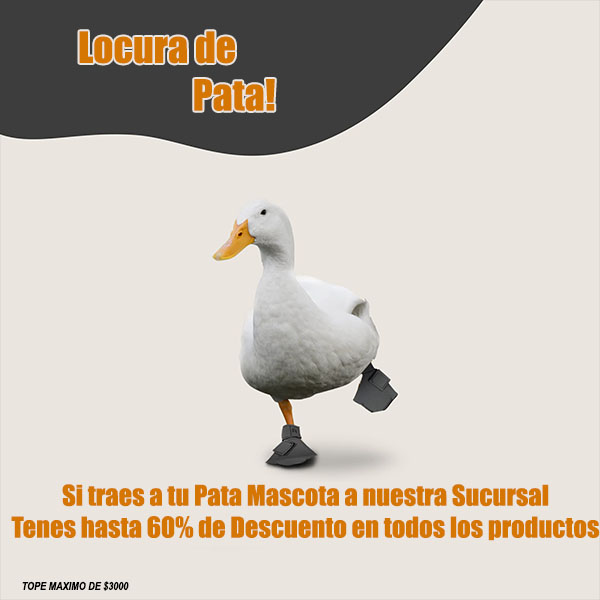 Locura de
Pata!
Si traes a tu Pata Mascota a nuestra Sucursal
Tenes hasta 60% de Descuento en todos los productos
TOPE MAXIMO DE $3000